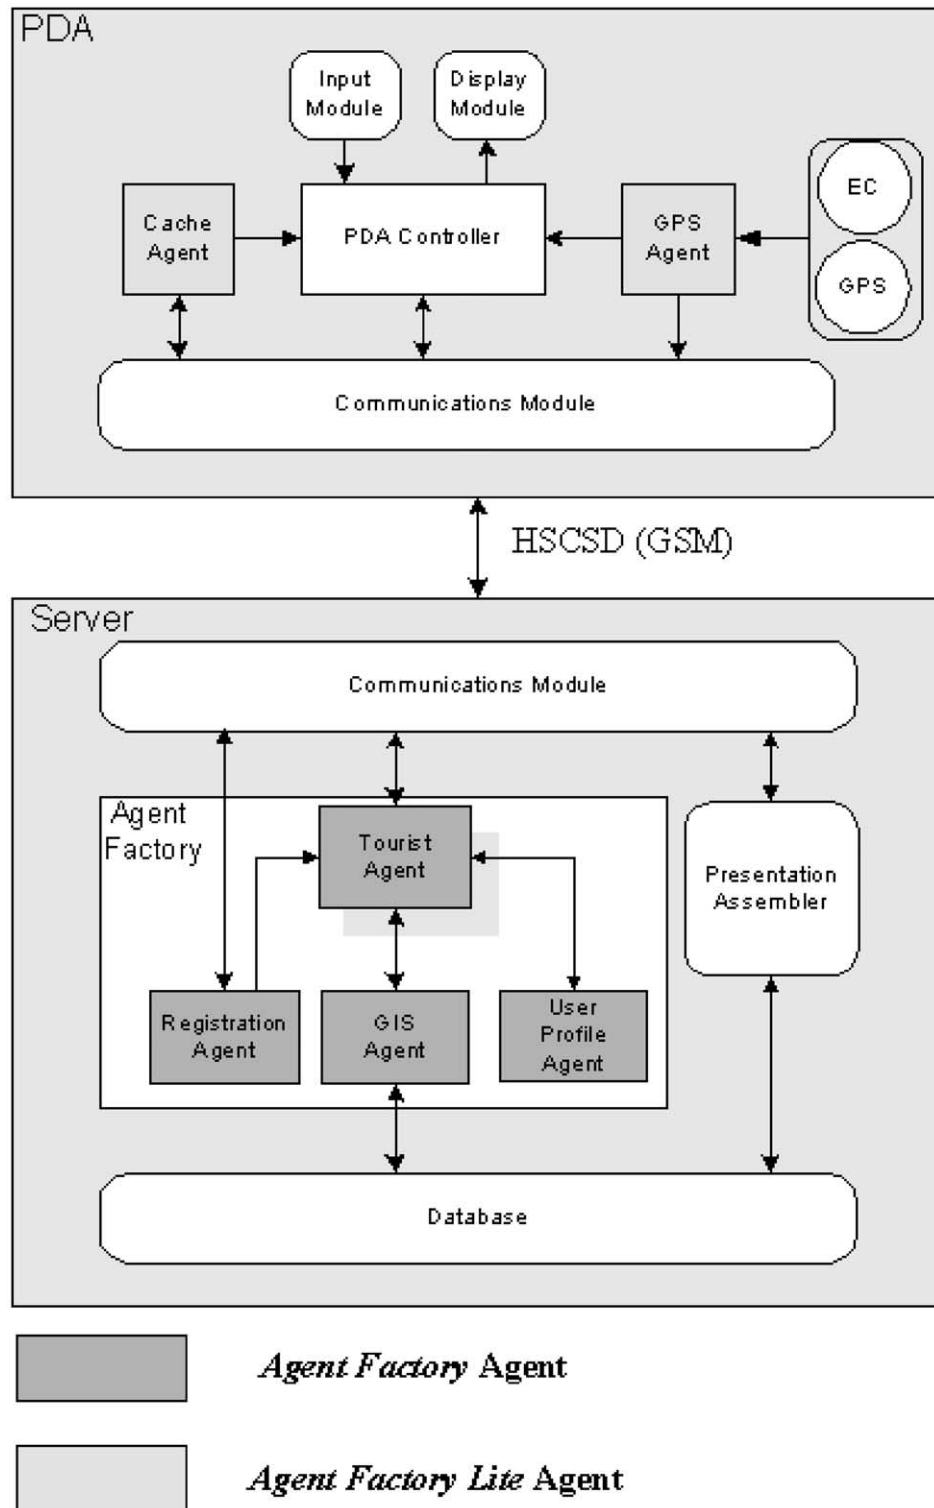 PDA
Input
Module
Display
Module
Cache
Agent
PDA Controller
GPS
Agent
EC
GPS
Communications Module
HSCSD (GSM)
Server
Communications Module
Agent
Factory
Tourist
Agent
Presentation
Assembler
Registration
Agent
GIS
Agent
User
Profile
Agent
Database
Agent Factory Agent
Agent Factory Lite Agent